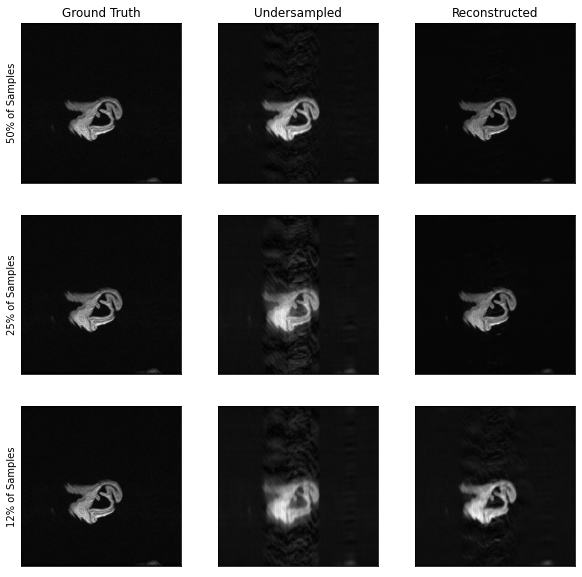 Ground Truth
Undersampled
Reconstructed
50% of Samples
25% of Samples
12% of Samples